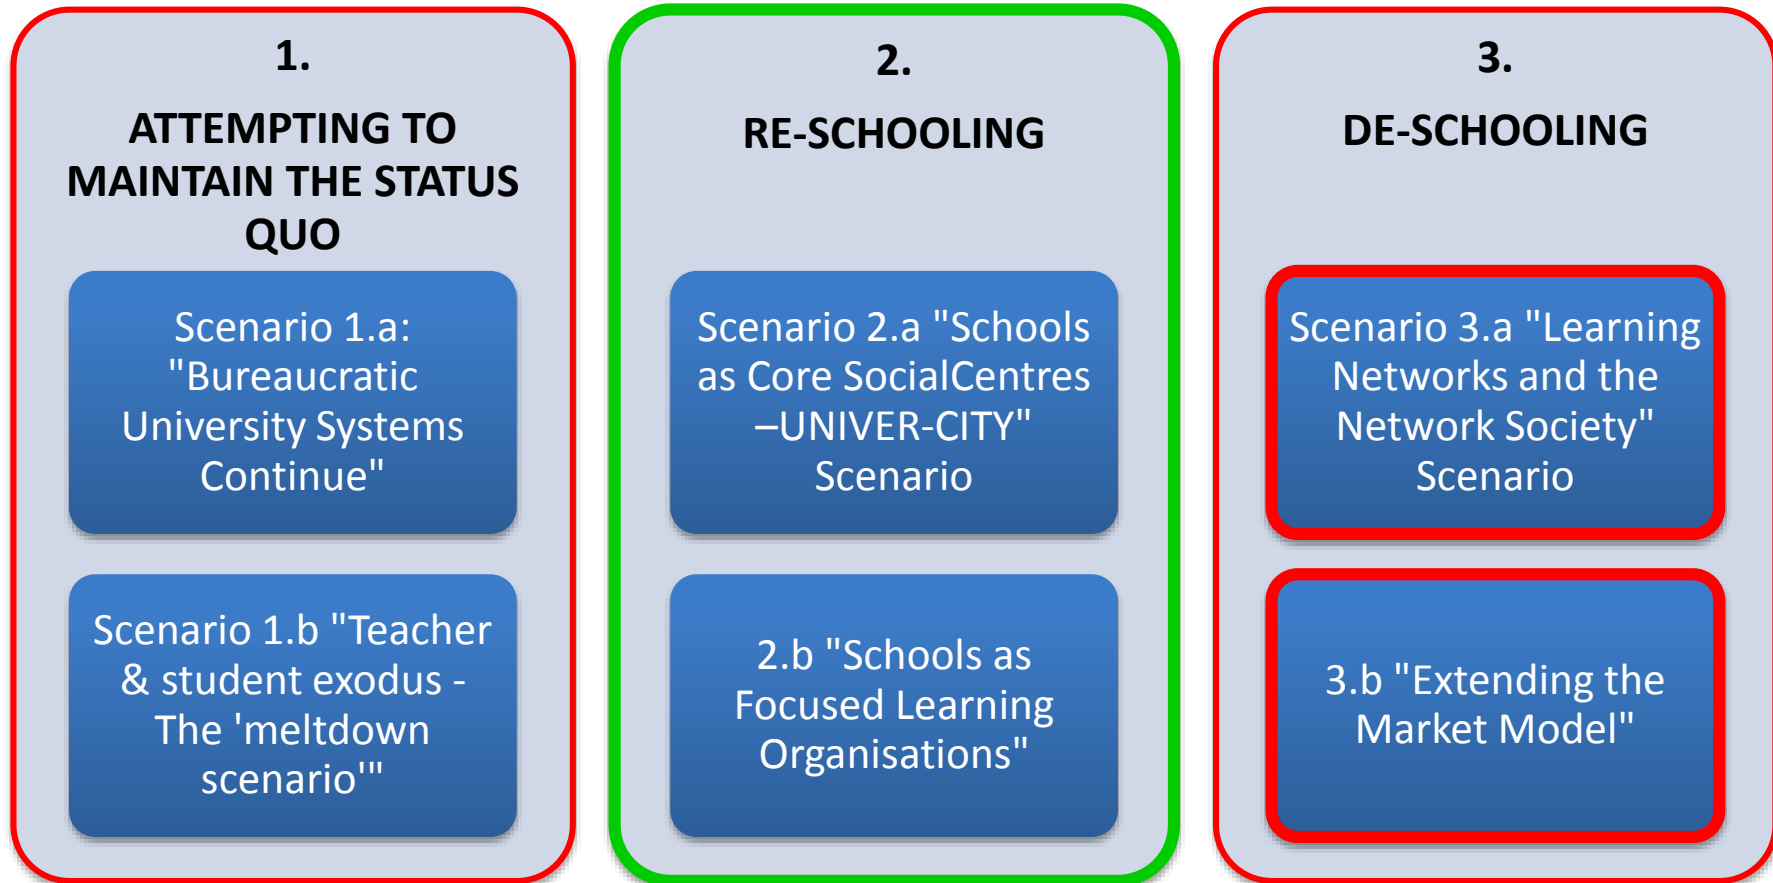 1.
ATTEMPTING TO
MAINTAIN THE STATUS
QUO
Scenario 1.a:
"Bureaucratic
University Systems
Continue"
Scenario 1.b "Teacher
& student exodus -
The 'meltdown
scenario'"
2.
RE-SCHOOLING
Scenario 2.a "Schools
as Core SocialCentres
–UNIVER-CITY"
Scenario
2.b "Schools as
Focused Learning
Organisations"
3.
DE-SCHOOLING
Scenario 3.a "Learning
Networks and the
Network Society"
Scenario
3.b "Extending the
Market Model"